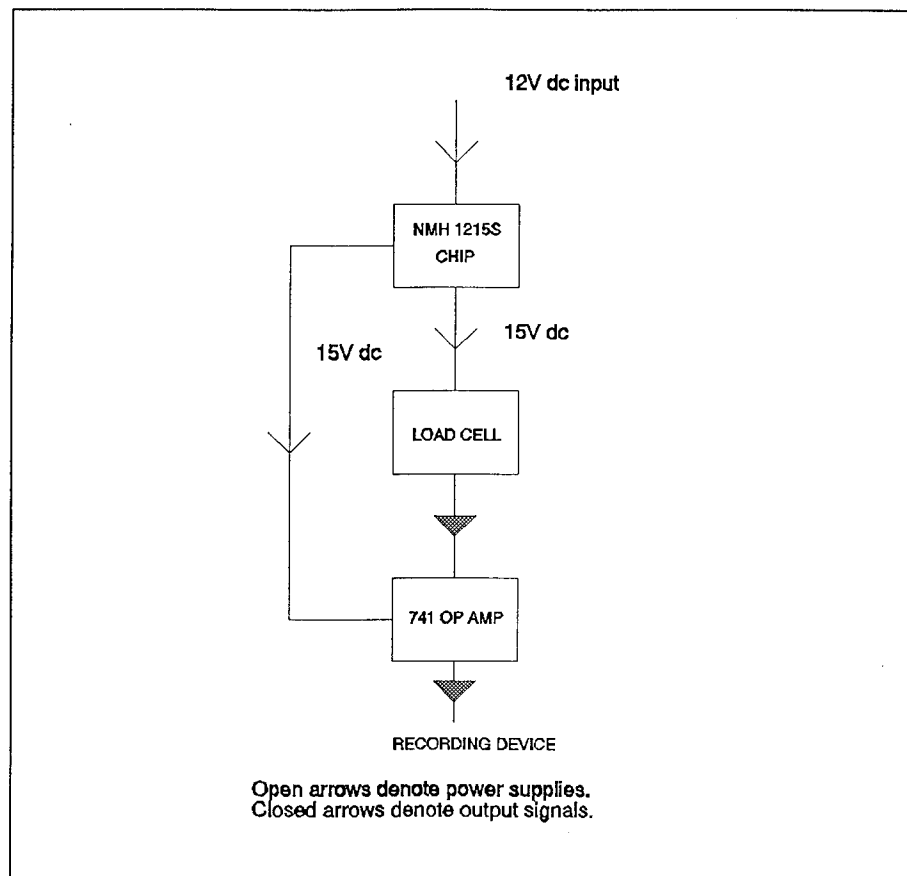 12V dc input
NMH 1215S
CHIP
15V dc
15V dc
LOAD CELL
741 OP AMP
RECORDING DEVICE
Open arrows denote power supplies.
Closed arrows denote output signals.